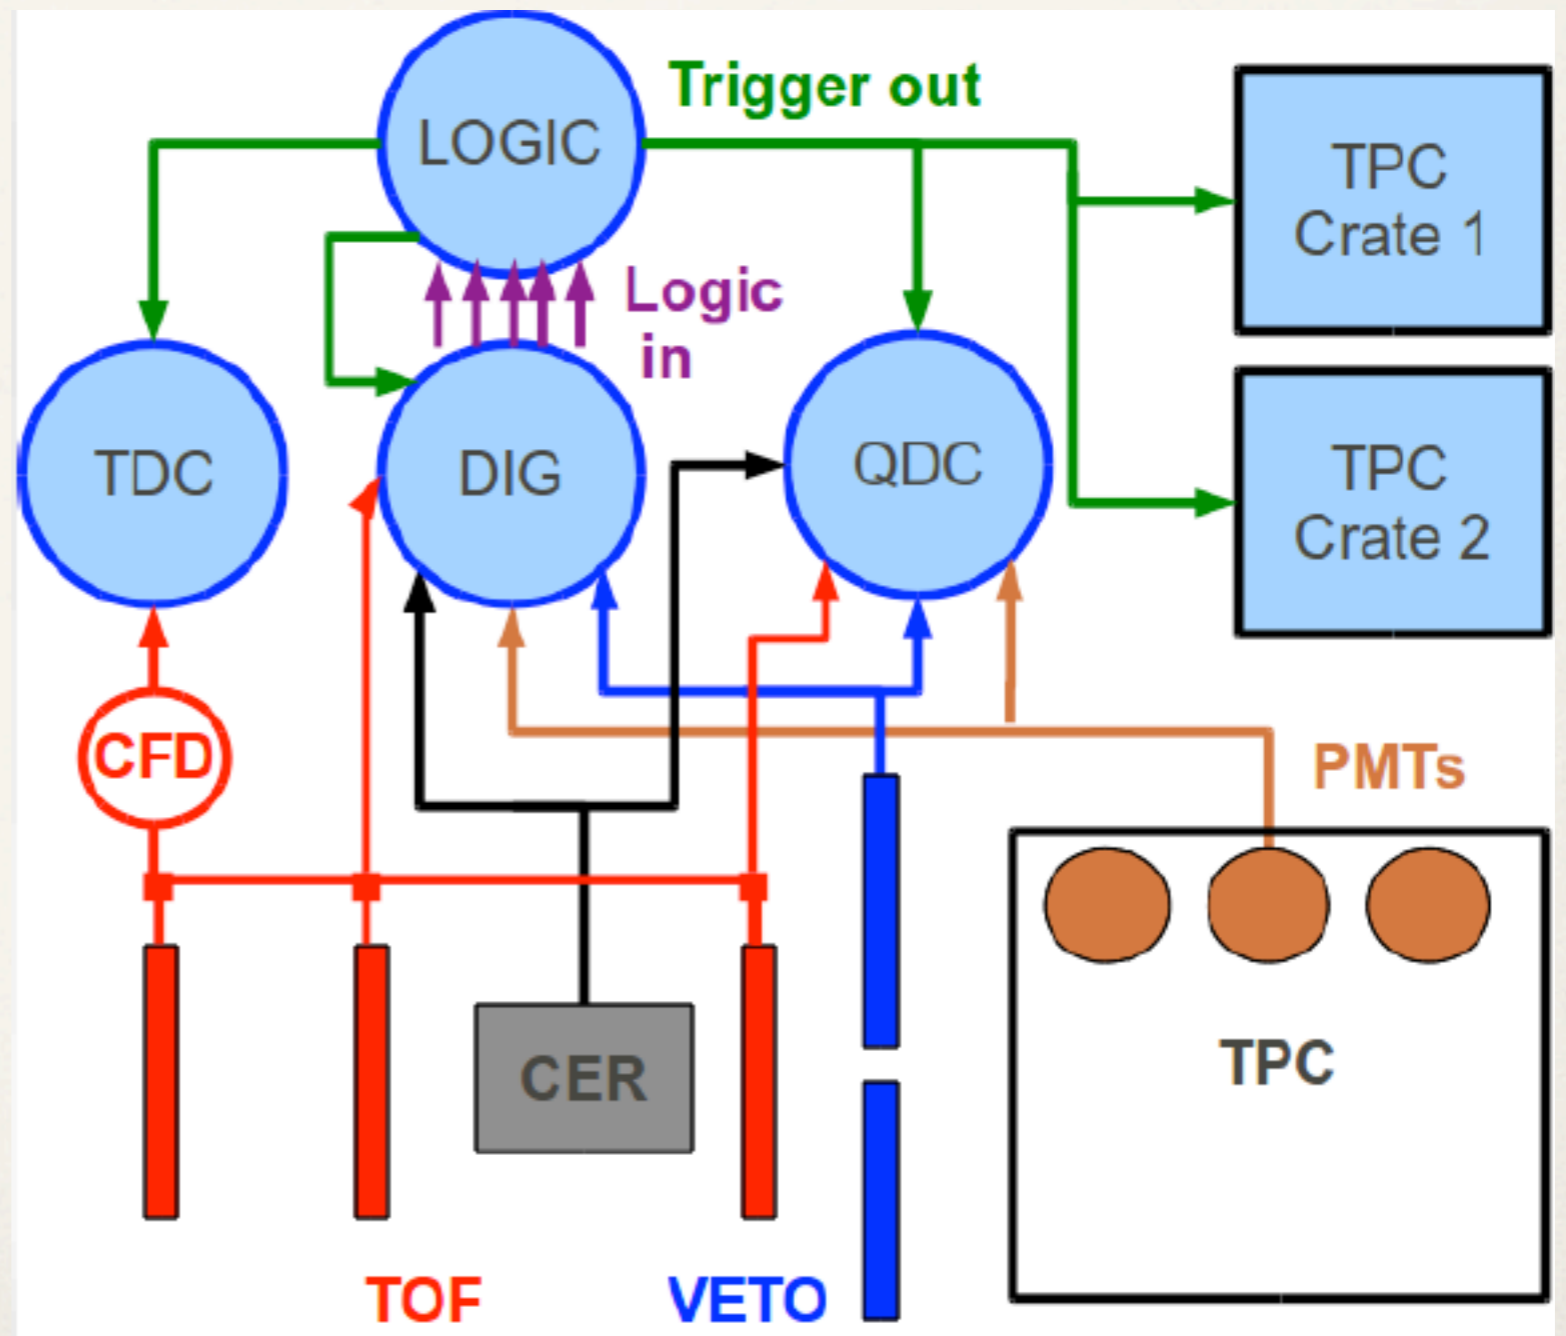 Trigger out
LOGIC
TPC
Crate 1
Logic
in
TDC
DIG
QDC
TPC
Crate 2
CFD
PMTs
CER
TPC
TOF
VETO